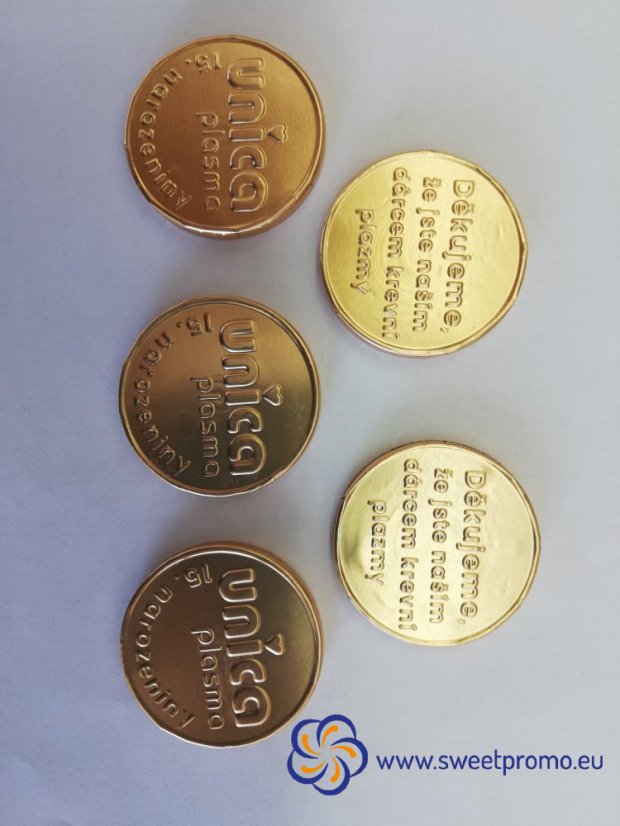 unica
plasma
15. narozeniny
unica
plasma
15. narozeniny
unica
plasma
15. narozeniny
Děkujeme,
že jste naším
dárcem krevní
plazmy
Děkujeme,
že jste naším
dárcem krevní
plazmy
www.sweetpromo.eu